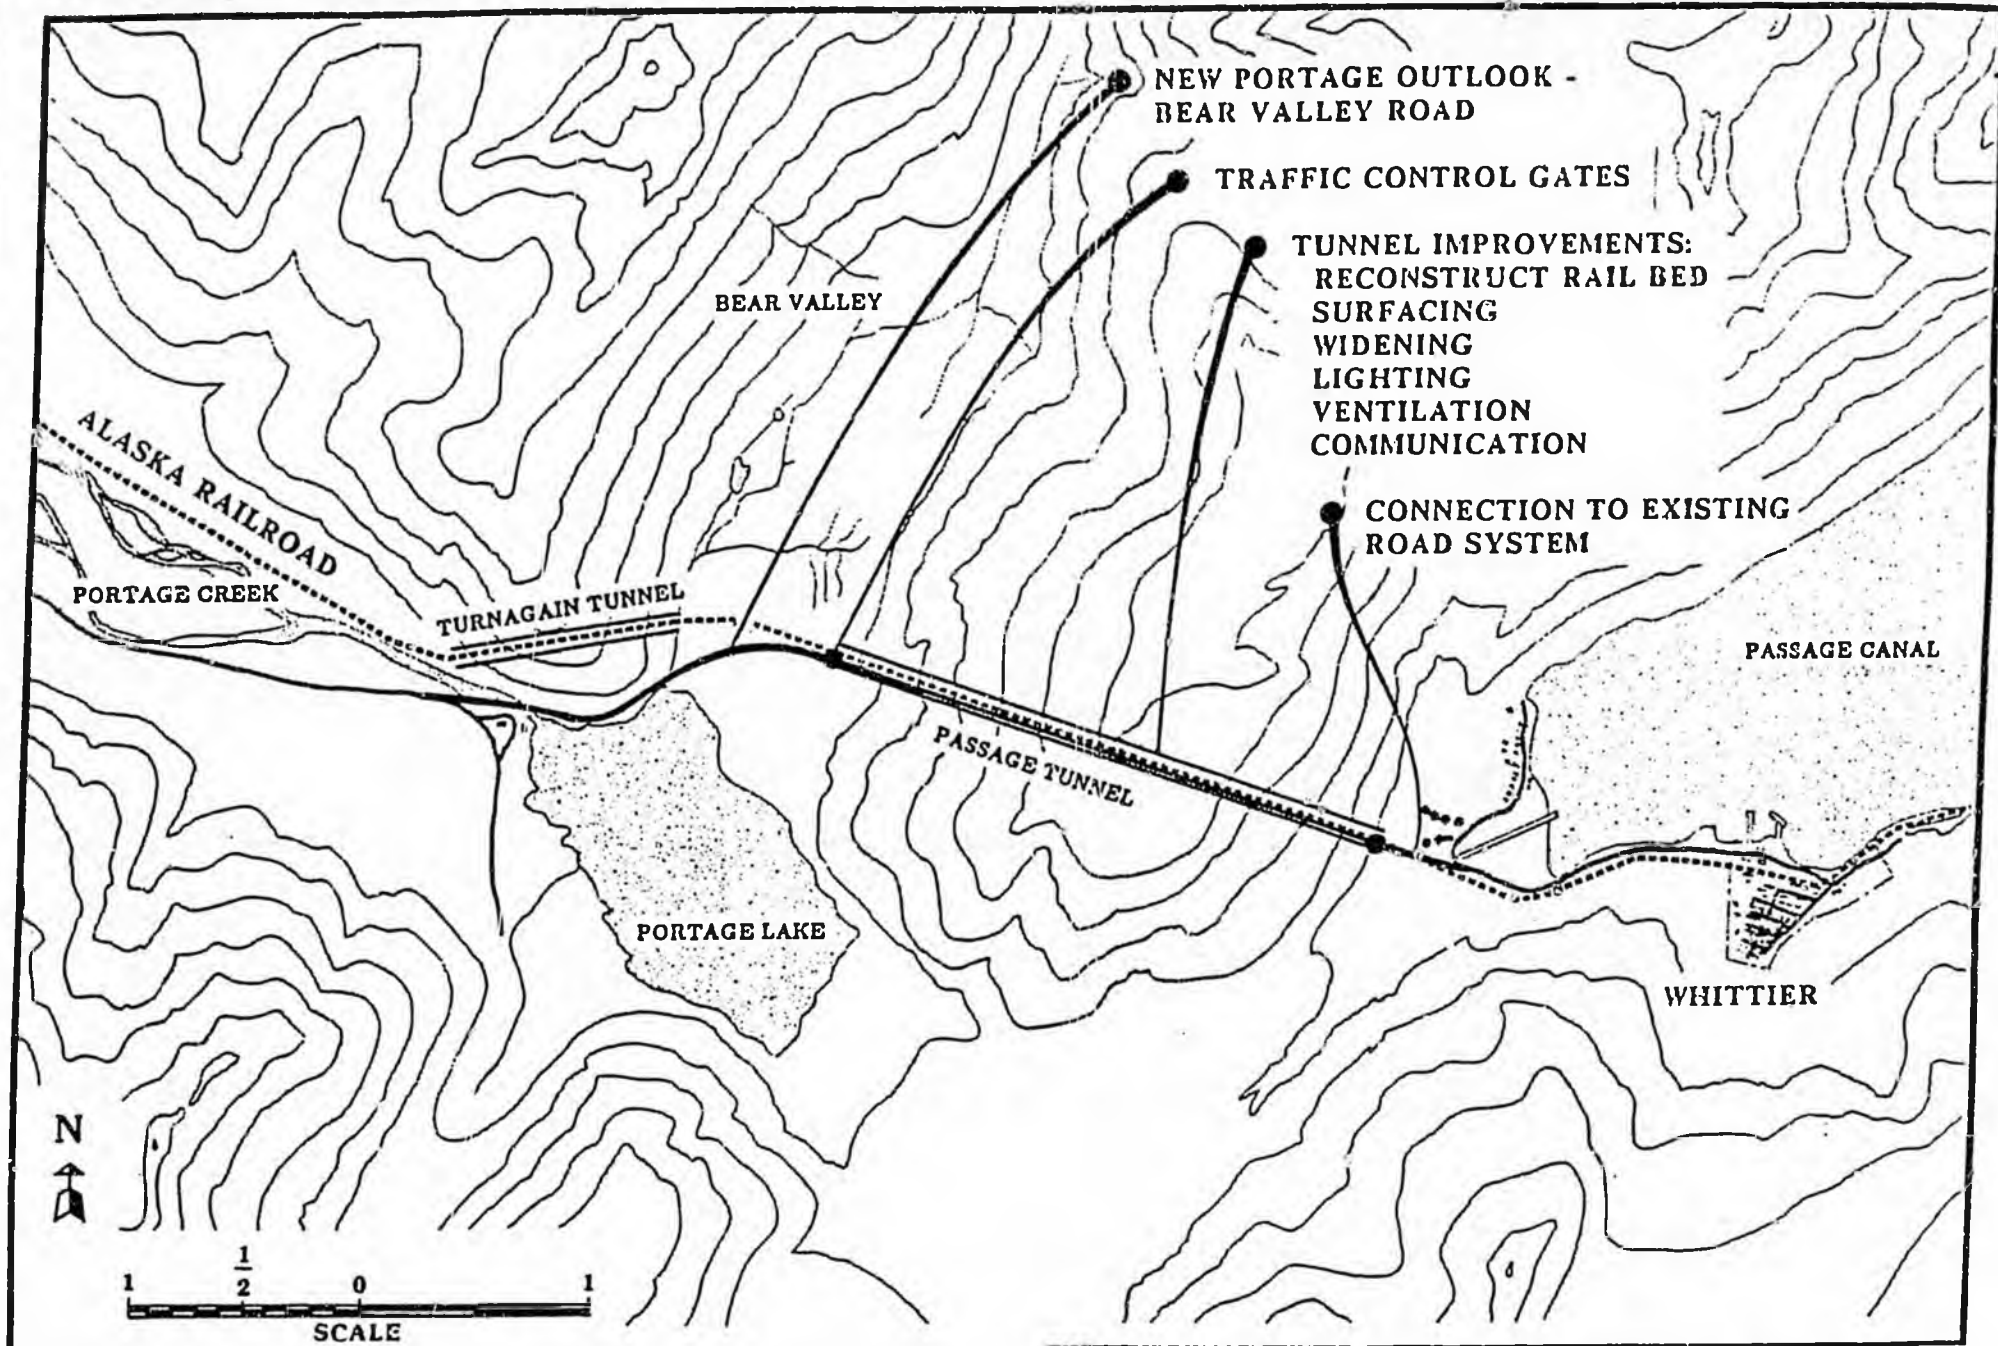 NEW PORTAGE OUTLOOK -
BEAR VALLEY ROAD
TRAFFIC CONTROL GATES
TUNNEL IMPROVEMENTS:
RECONSTRUCT RAIL BED
SURFACING
WIDENING
LIGHTING
VENTILATION
COMMUNICATION
BEAR VALLEY
ALASKA RAILROAD
CONNECTION TO EXISTING
ROAD SYSTEM
PORTAGE CREEK
TURNAGAIN TUNNEL
PASSAGE CANAL
PASSAGE TUNNEL
PORTAGE LAKE
WHITTIER
N
1 1/2 0 1
SCALE